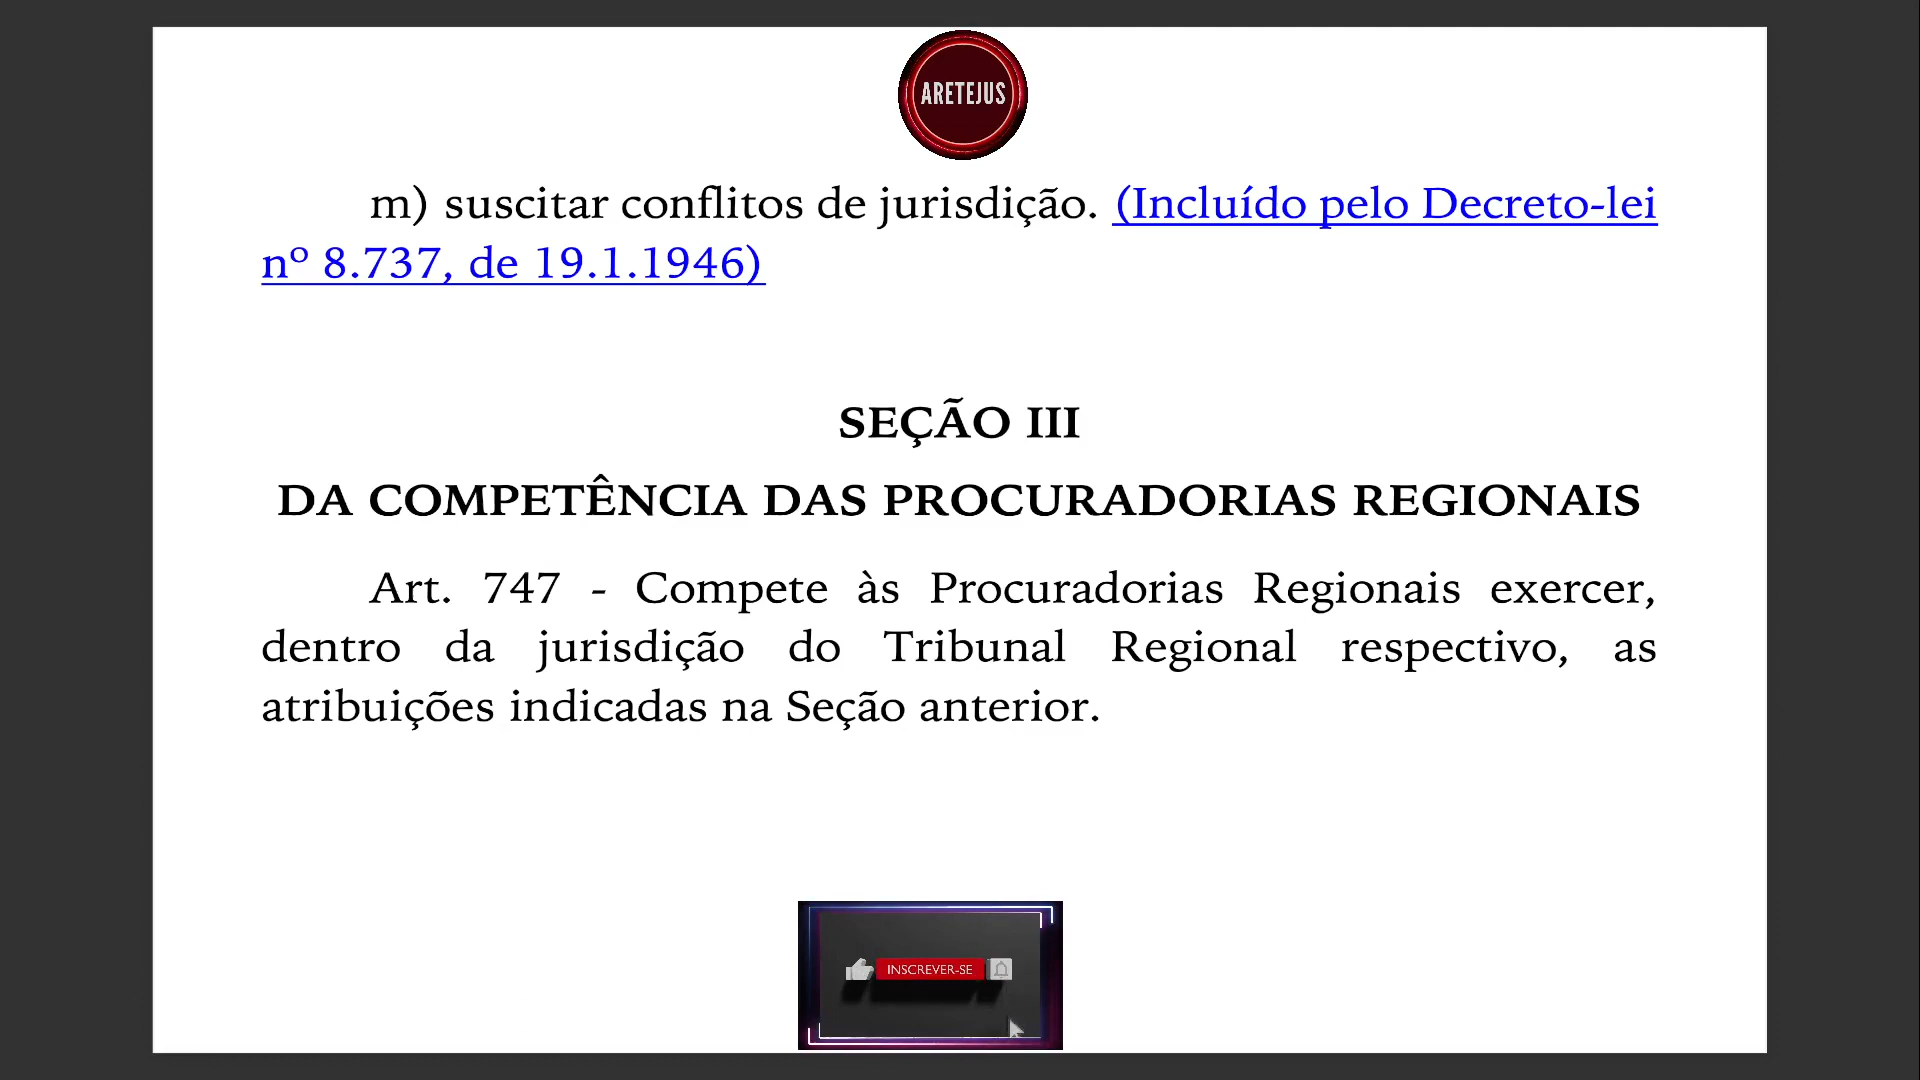 ARETEJUS
m) suscitar conflitos de jurisdição. (Incluído pelo Decreto-lei
nº 8.737, de 19.1.1946)
SEÇÃO III
DA COMPETÊNCIA DAS PROCURADORIAS REGIONAIS
Art. 747 - Compete às Procuradorias Regionais exercer,
dentro da jurisdição do Tribunal Regional respectivo, as
atribuições indicadas na Seção anterior.
INSCREVER-SE